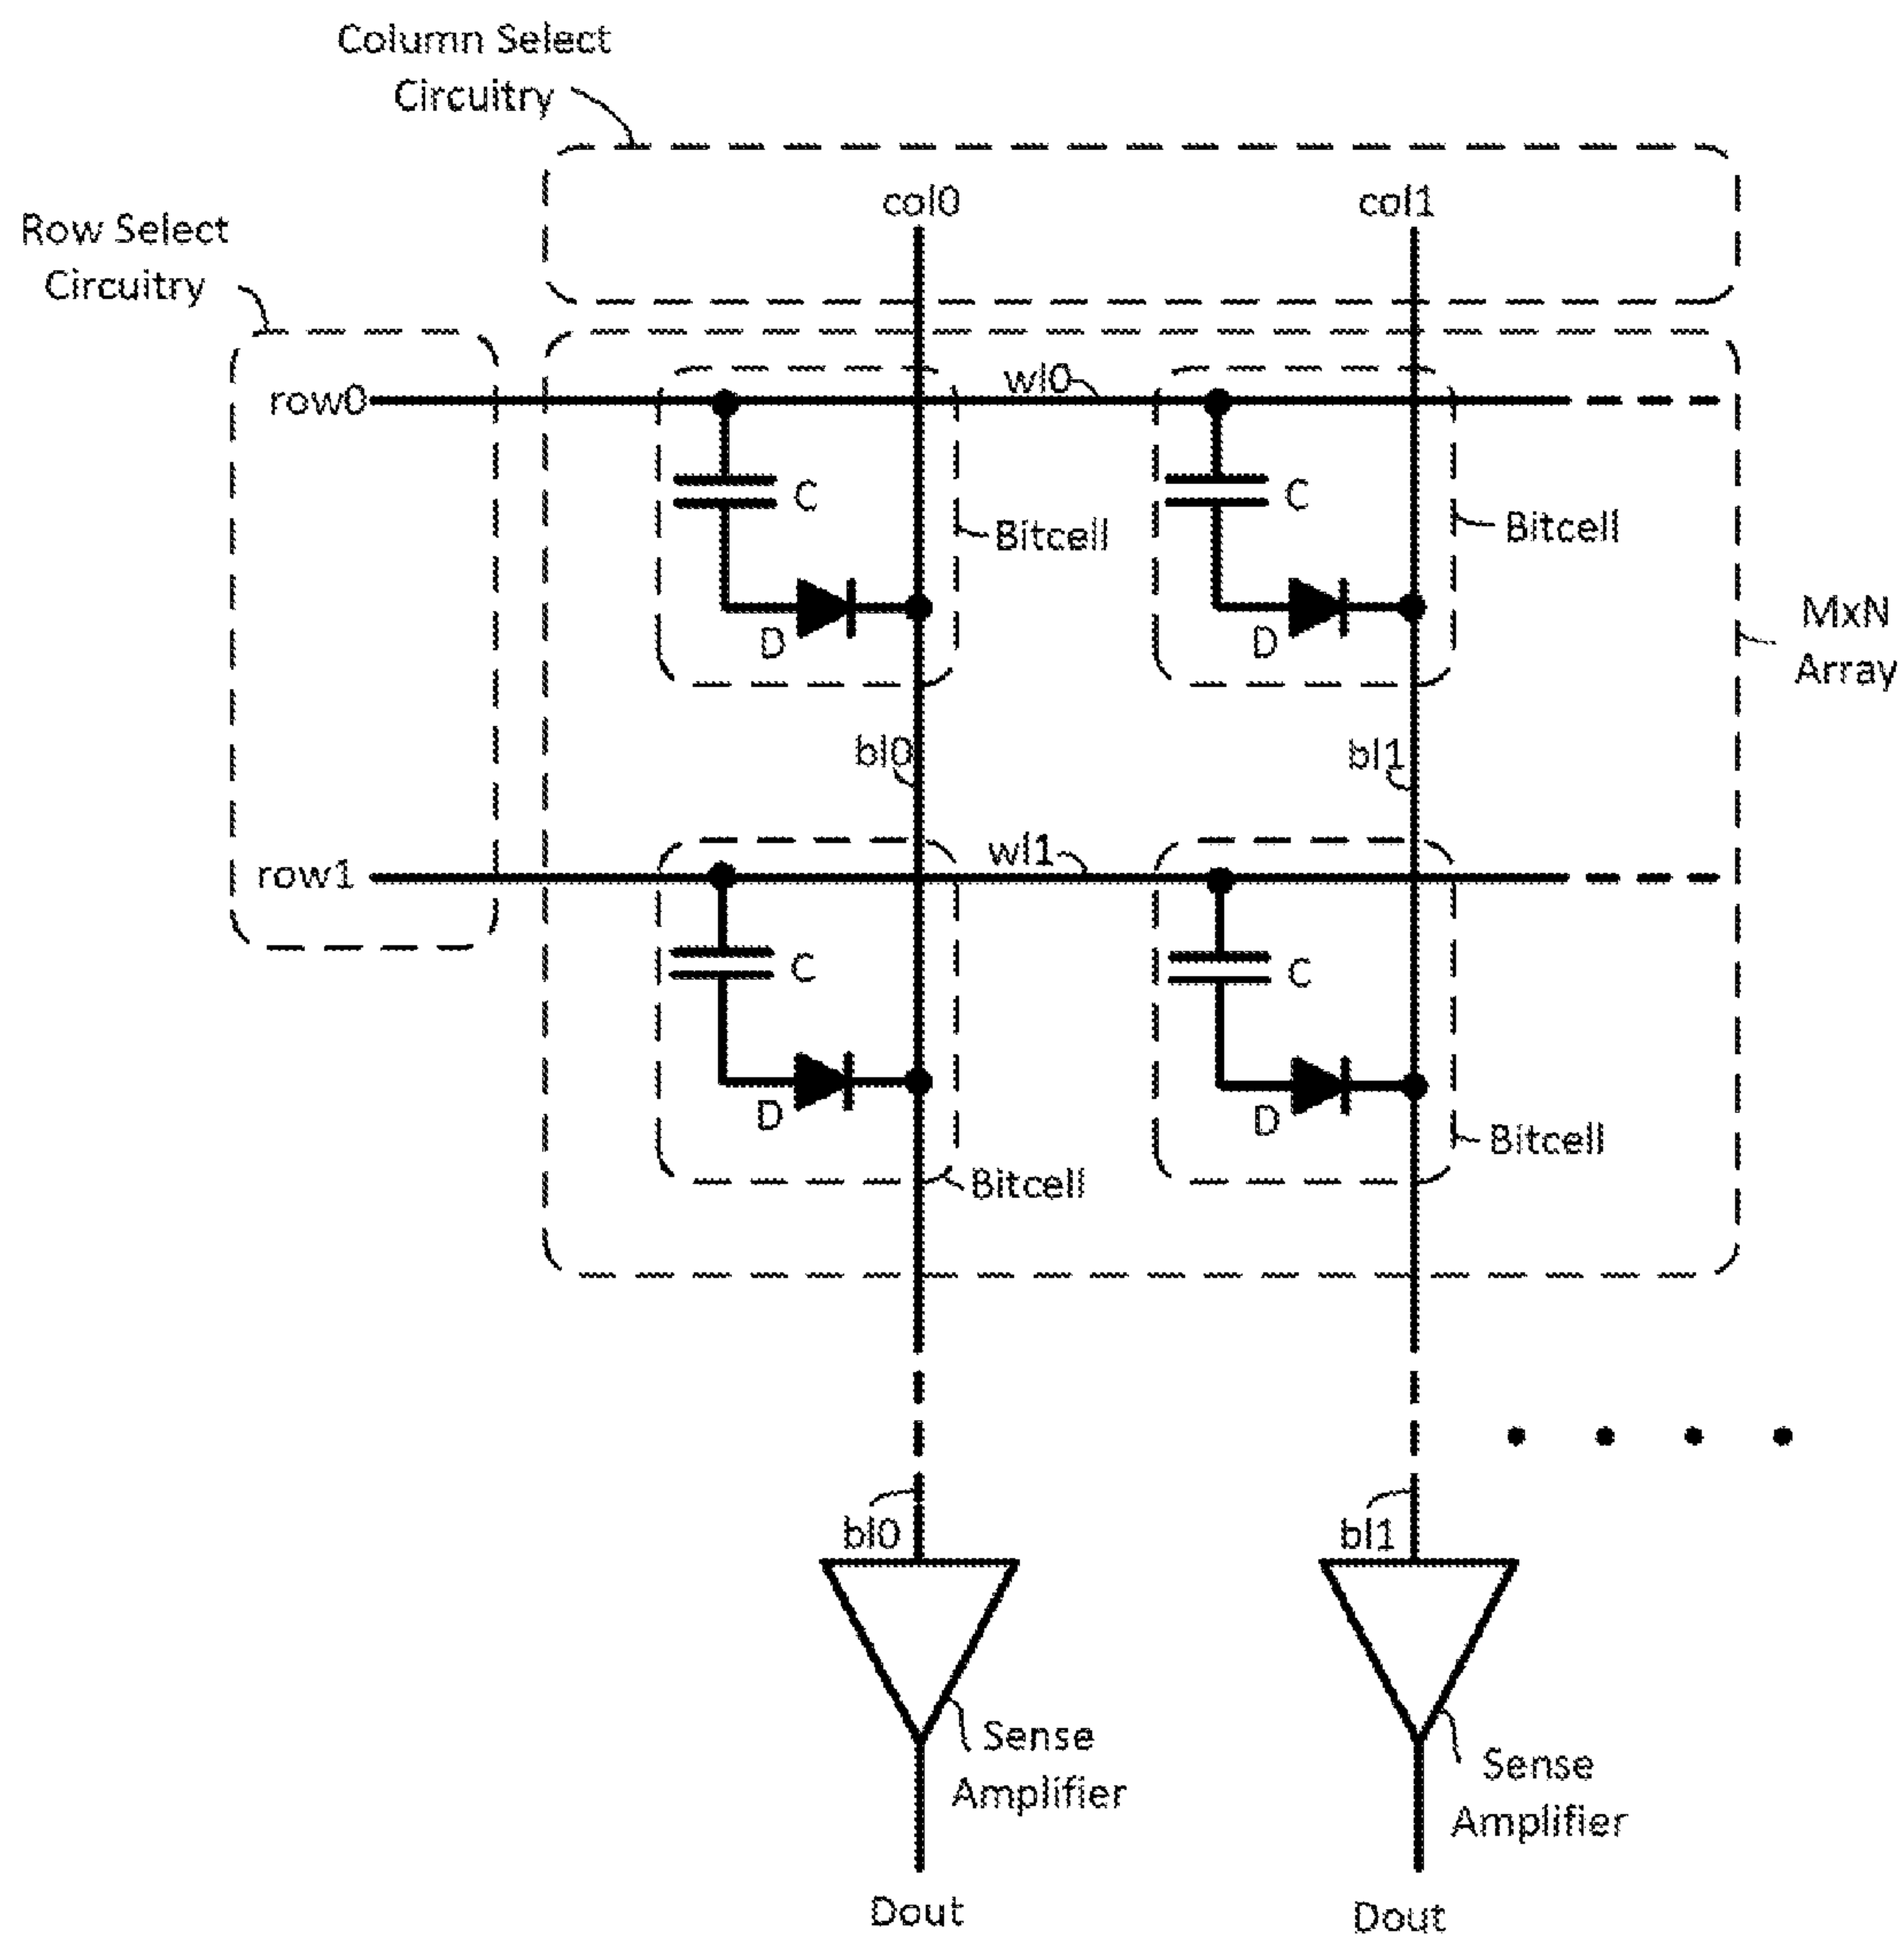 Column Select
Circuitry
col0
col1
Row Select
Circuitry
row0
wl0
C
C
Bitcell
Bitcell
D
D
MxN
Array
bl0
bl1
row1
wl1
C
C
D
D
Bitcell
Bitcell
bl0
bl1
Sense
Amplifier
Sense
Amplifier
Dout
Dout